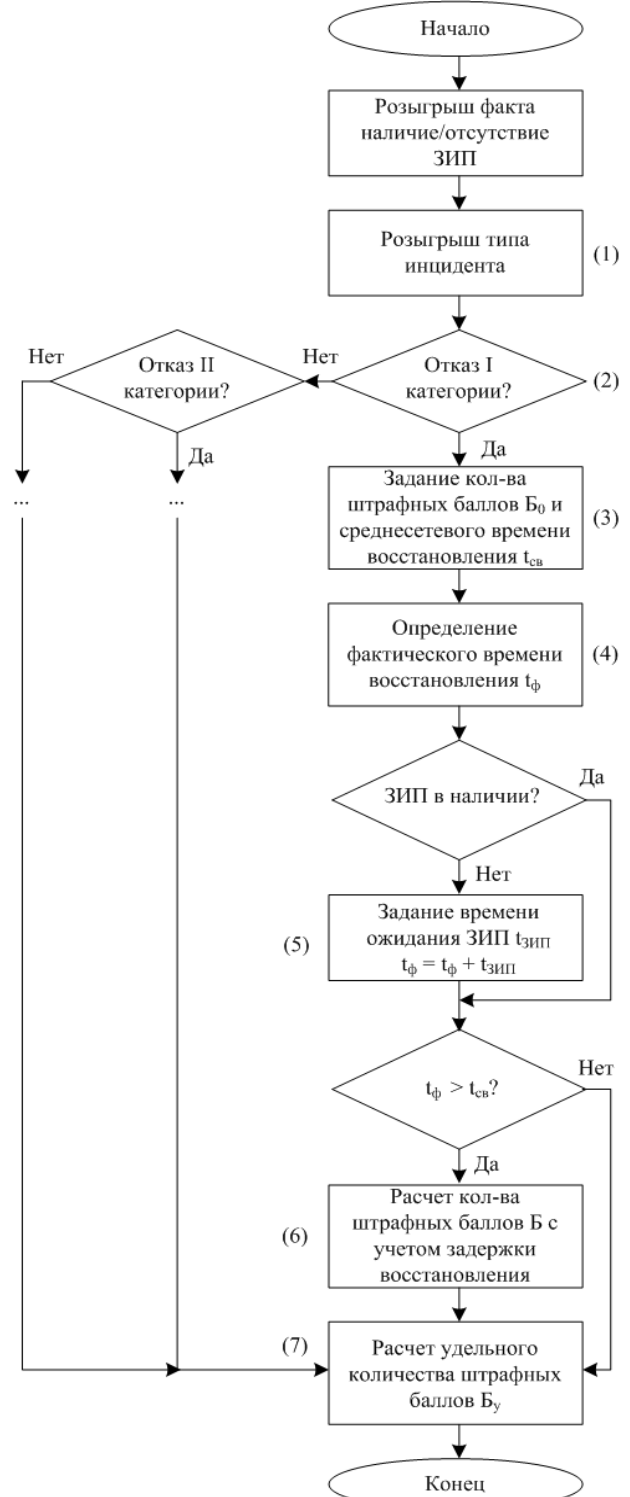 Начало
Розыгрыш факта
наличие/отсутствие
ЗИП
Розыгрыш типа
инцидента
(1)
Нет
Отказ II
категории?
Нет
Отказ I
категории?
(2)
Да
Да
...
...
Задание кол-ва
штрафных баллов Б₀ и
среднесетевого времени
восстановления tсв
(3)
Определение
фактического времени
восстановления tф
(4)
ЗИП в наличии?
Да
Нет
(5)
Задание времени
ожидания ЗИП tЗИП
tф = tф + tЗИП
tф > tсв?
Нет
Да
(6)
Расчет кол-ва
штрафных баллов Б с
учетом задержки
восстановления
(7)
Расчет удельного
количества штрафных
баллов Бу
Конец